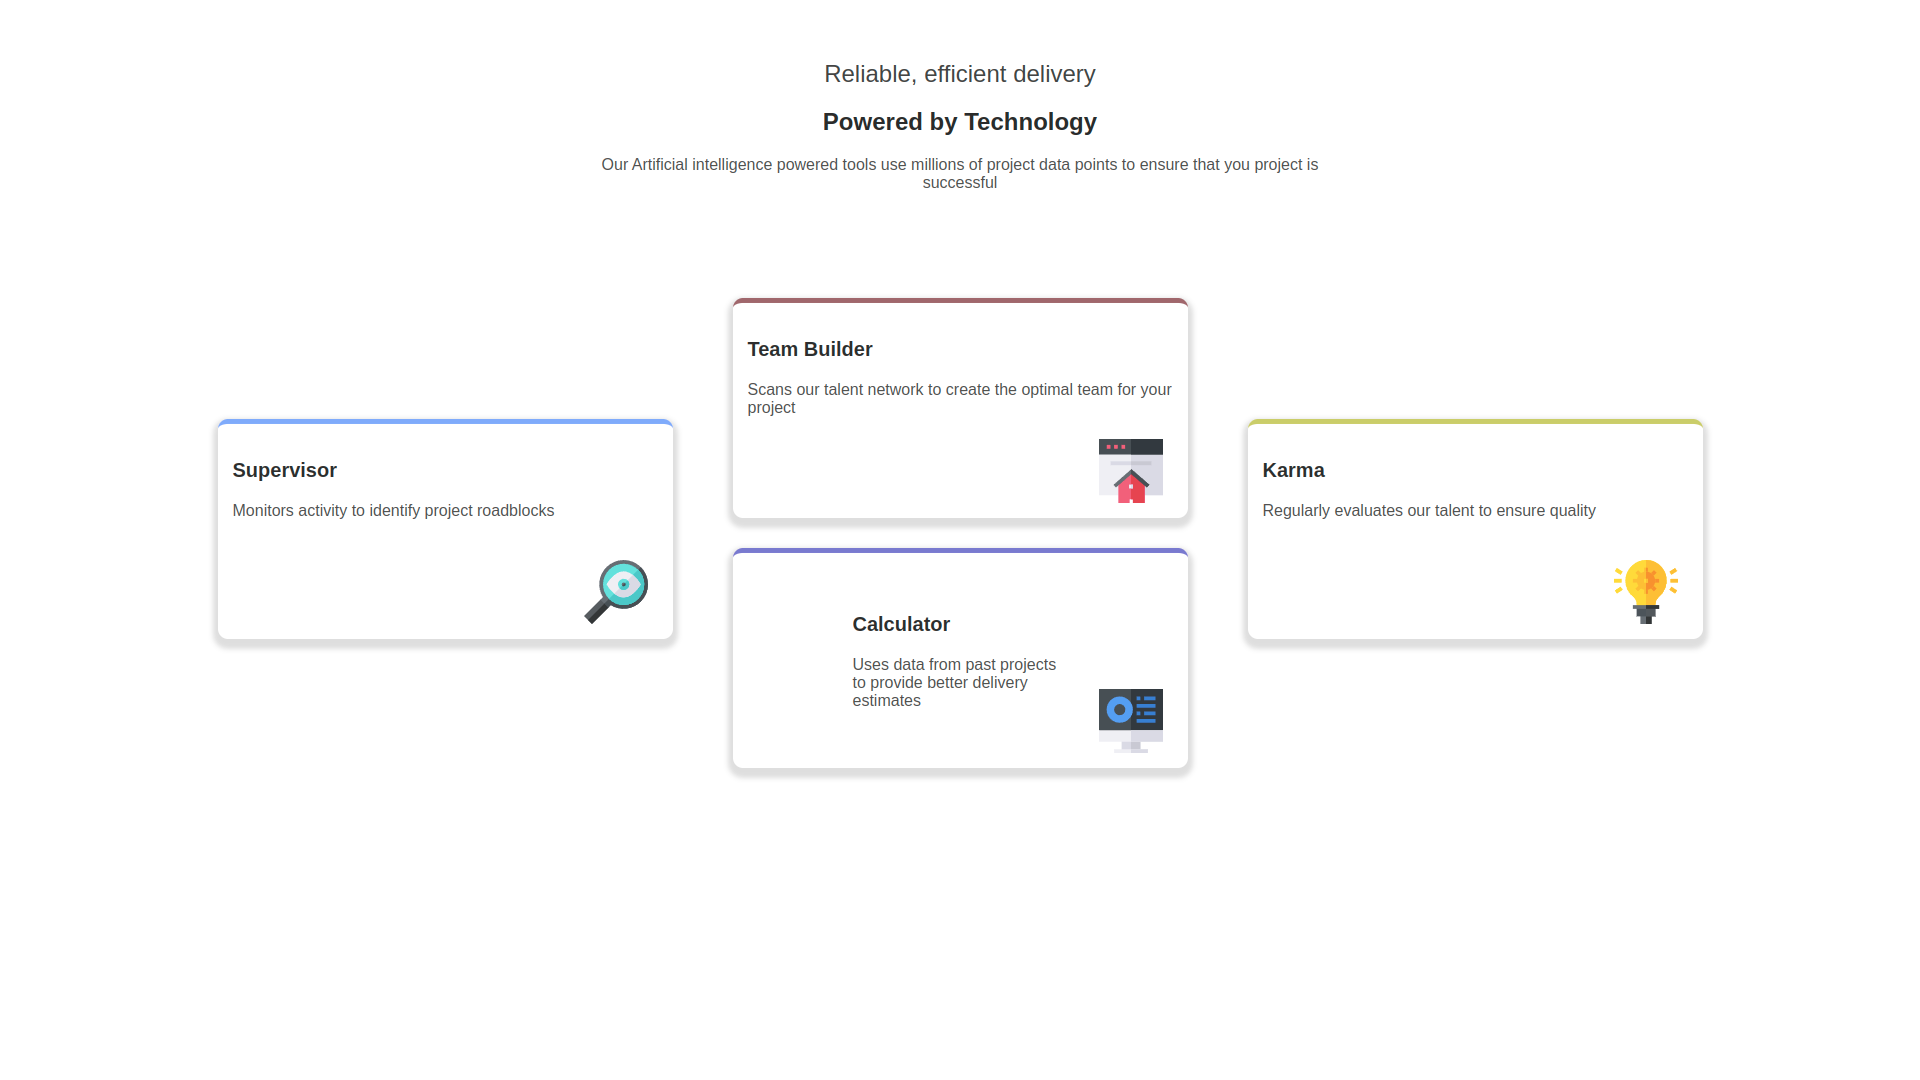 Reliable, efficient delivery
Powered by Technology
Our Artificial intelligence powered tools use millions of project data points to ensure that you project is
successful
Team Builder
Scans our talent network to create the optimal team for your
project
Supervisor
Monitors activity to identify project roadblocks
Karma
Regularly evaluates our talent to ensure quality
Calculator
Uses data from past projects
to provide better delivery
estimates